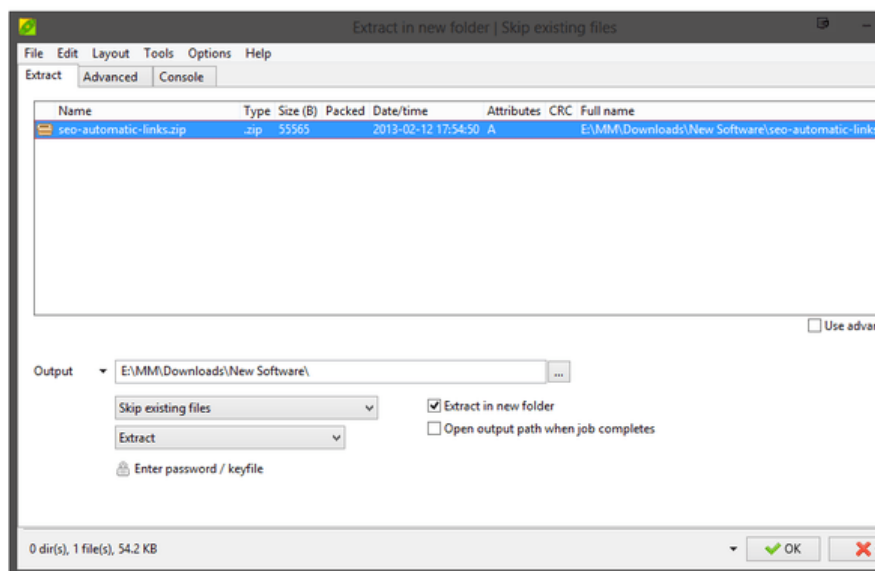 Extract in new folder | Skip existing files
File Edit Layout Tools Options Help
Extract Advanced Console
Name Type Size (B) Packed Date/time Attributes CRC Full name
seo-automatic-links.zip .zip 55565 2013-02-12 17:54:50 A E:\MM\Downloads\New Software\seo-automatic-links
Use advan
Output E:\MM\Downloads\New Software\ ...
Skip existing files Extract in new folder
Open output path when job completes
Extract
Enter password / keyfile
0 dir(s), 1 file(s), 54.2 KB OK